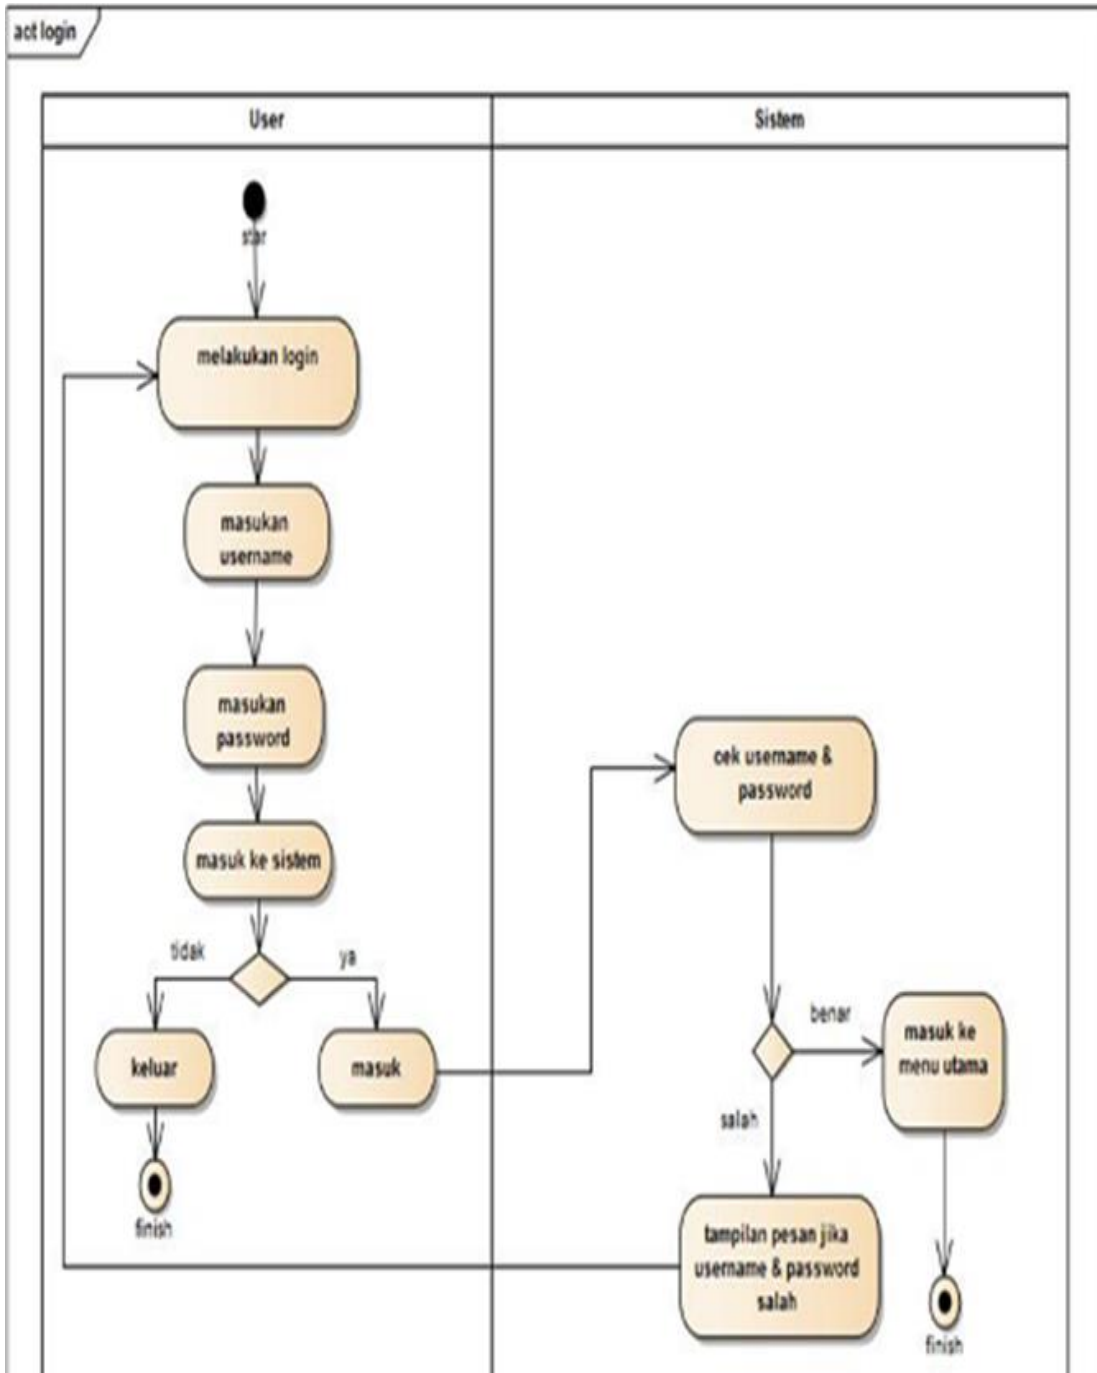 act login
User
Sistem
star
melakukan login
masukan
username
masukan
password
masuk ke sistem
tidak
ya
keluar
masuk
finish
cek username &
password
benar
masuk ke
menu utama
salah
tampilan pesan jika
username & password
salah
finish